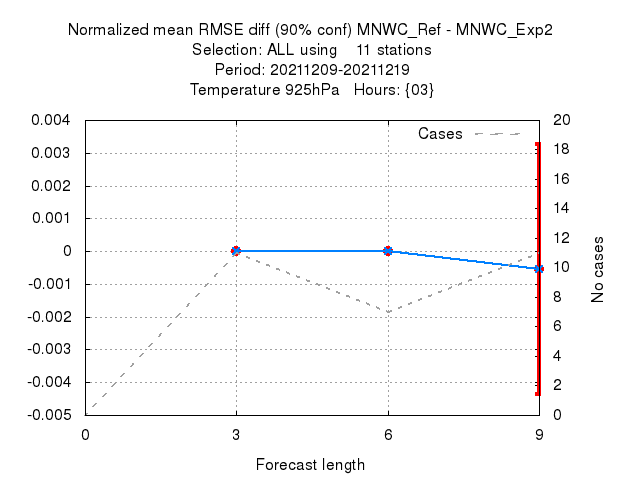 Normalized mean RMSE diff (90% conf) MNWC_Ref - MNWC_Exp2
Selection: ALL using    11 stations
Period: 20211209-20211219
Temperature 925hPa   Hours: {03}
Cases
0.004
0.003
0.002
0.001
0
-0.001
-0.002
-0.003
-0.004
-0.005
20
18
16
14
12
10
8
6
4
2
0
No cases
0 3 6 9
Forecast length